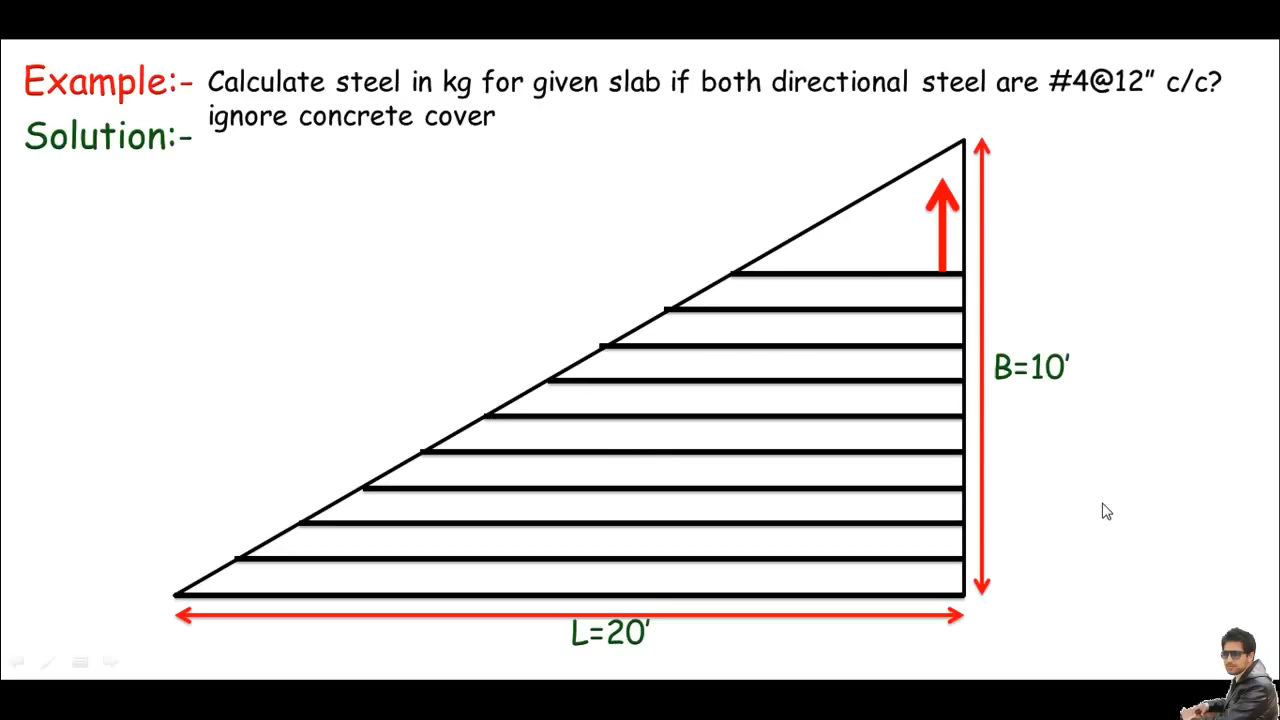 Example:- Calculate steel in kg for given slab if both directional steel are #4@12" c/c?
ignore concrete cover
Solution:-
B=10'
L=20'